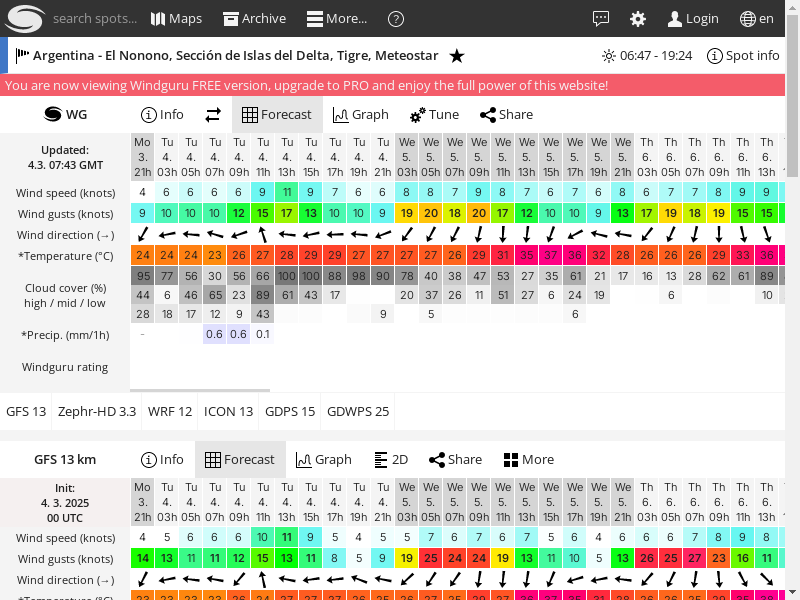 search spots... Maps Archive More... ? Login en
Argentina - El Nonono, Sección de Islas del Delta, Tigre, Meteostar 06:47 - 19:24 Spot info
You are now viewing Windguru FREE version, upgrade to PRO and enjoy the full power of this website!
WG Info Forecast Graph Tune Share
Updated:
4.3. 07:43 GMT
Mo Tu Tu Tu Tu Tu Tu Tu Tu Tu Tu We We We We We We We We We We Th Th Th Th Th Th
3. 4. 4. 4. 4. 4. 4. 4. 4. 4. 4. 5. 5. 5. 5. 5. 5. 5. 5. 5. 5. 6. 6. 6. 6. 6. 6.
21h 03h 05h 07h 09h 11h 13h 15h 17h 19h 21h 03h 05h 07h 09h 11h 13h 15h 17h 19h 21h 03h 05h 07h 09h 11h 13h
Wind speed (knots) 4 6 6 6 6 9 11 9 7 6 6 8 8 7 9 8 7 6 7 6 8 6 7 7 8 9 9
Wind gusts (knots) 9 10 10 10 12 15 17 13 10 10 9 19 20 18 20 17 12 10 10 9 13 17 19 18 19 15 15
Wind direction (→)
*Temperature (°C) 24 24 24 23 26 27 28 29 29 27 27 27 27 26 29 31 35 37 36 32 28 26 26 26 29 33 36
Cloud cover (%)
high / mid / low
95 77 56 30 56 66 100 100 88 98 90 78 40 38 47 53 27 35 61 21 17 16 13 28 62 61 89
44 6 46 65 23 89 61 43 17 20 37 26 11 51 27 6 24 19 6 10
28 18 17 12 9 43 9 5 6
*Precip. (mm/1h) - 0.6 0.6 0.1
Windguru rating
GFS 13 Zephr-HD 3.3 WRF 12 ICON 13 GDPS 15 GDWPS 25
GFS 13 km Info Forecast Graph 2D Share More
Init:
4. 3. 2025
00 UTC
Mo Tu Tu Tu Tu Tu Tu Tu Tu Tu Tu We We We We We We We We We We Th Th Th Th Th Th
3. 4. 4. 4. 4. 4. 4. 4. 4. 4. 4. 5. 5. 5. 5. 5. 5. 5. 5. 5. 5. 6. 6. 6. 6. 6. 6.
21h 03h 05h 07h 09h 11h 13h 15h 17h 19h 21h 03h 05h 07h 09h 11h 13h 15h 17h 19h 21h 03h 05h 07h 09h 11h 13h
Wind speed (knots) 4 5 6 6 6 10 11 9 5 4 5 5 7 6 7 6 7 5 6 4 6 6 6 7 8 9 8
Wind gusts (knots) 14 13 11 11 12 15 13 11 8 5 9 19 25 24 24 19 13 11 10 5 13 26 25 27 23 16 11
Wind direction (→)